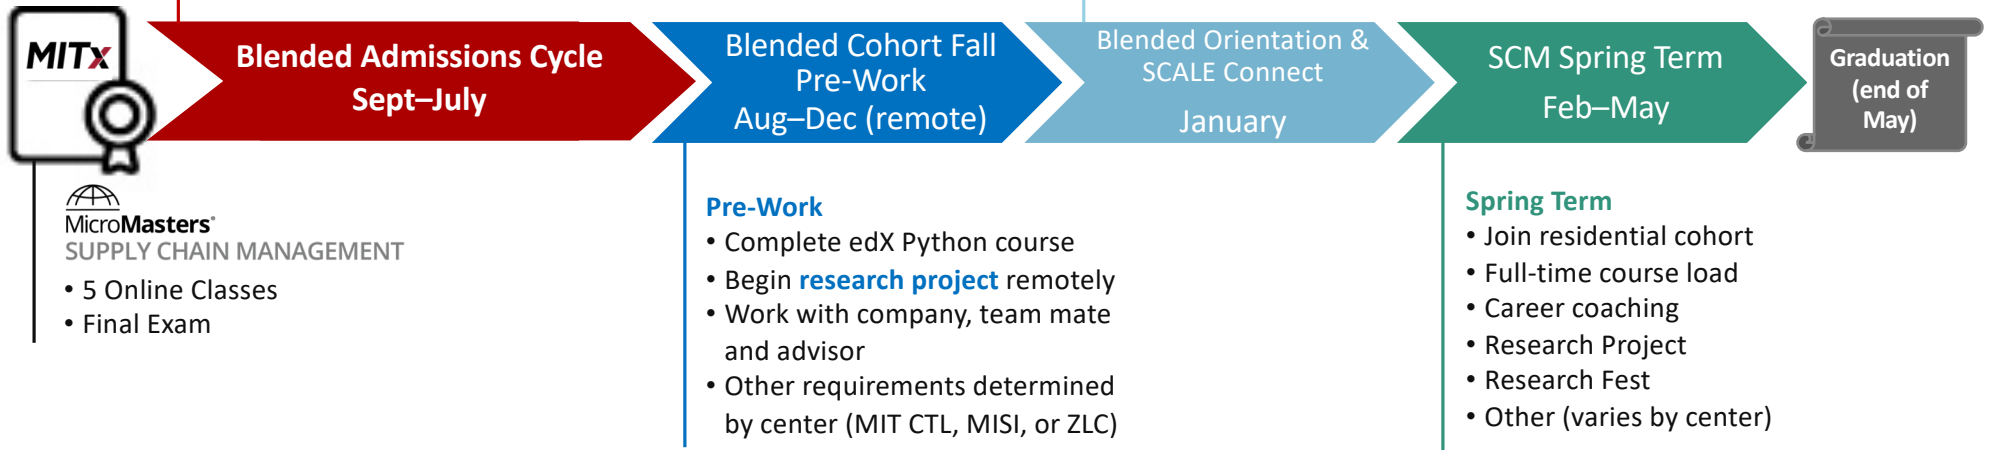 MITx
Blended Admissions Cycle
Sept–July
Blended Cohort Fall
Pre-Work
Aug–Dec (remote)
Blended Orientation &
SCALE Connect
January
SCM Spring Term
Feb–May
Graduation
(end of
May)
MicroMasters®
SUPPLY CHAIN MANAGEMENT
• 5 Online Classes
• Final Exam
Pre-Work
• Complete edX Python course
• Begin research project remotely
• Work with company, team mate
and advisor
• Other requirements determined
by center (MIT CTL, MISI, or ZLC)
Spring Term
• Join residential cohort
• Full-time course load
• Career coaching
• Research Project
• Research Fest
• Other (varies by center)